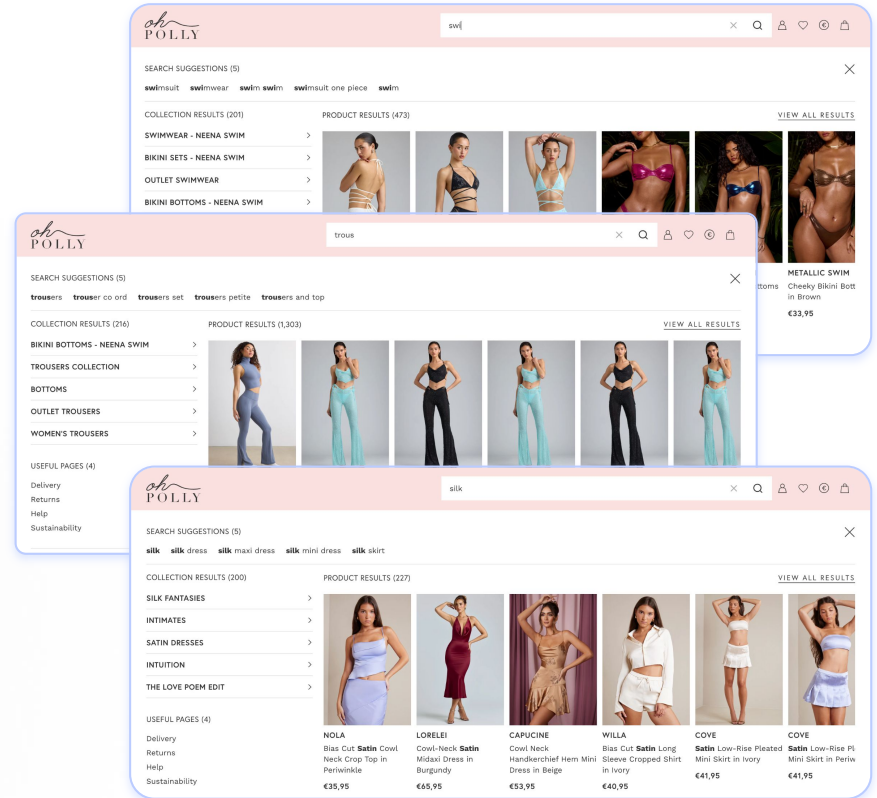 oh
POLLY
swi
SEARCH SUGGESTIONS (5)
swimsuit swimwear swim swim swimsuit one piece swim
COLLECTION RESULTS (201)
SWIMWEAR - NEENA SWIM
BIKINI SETS - NEENA SWIM
OUTLET SWIMWEAR
BIKINI BOTTOMS - NEENA SWIM
PRODUCT RESULTS (473)
VIEW ALL RESULTS
ttoms
METALLIC SWIM
Cheeky Bikini Bott
in Brown
€33,95
oh
POLLY
trous
SEARCH SUGGESTIONS (5)
trousers trouser co ord trousers set trousers petite trousers and top
COLLECTION RESULTS (216)
BIKINI BOTTOMS - NEENA SWIM
TROUSERS COLLECTION
BOTTOMS
OUTLET TROUSERS
WOMEN'S TROUSERS
USEFUL PAGES (4)
Delivery
Returns
Help
Sustainability
PRODUCT RESULTS (1,303)
VIEW ALL RESULTS
oh
POLLY
silk
SEARCH SUGGESTIONS (5)
silk silk dress silk maxi dress silk mini dress silk skirt
COLLECTION RESULTS (200)
SILK FANTASIES
INTIMATES
SATIN DRESSES
INTUITION
THE LOVE POEM EDIT
USEFUL PAGES (4)
Delivery
Returns
Help
Sustainability
PRODUCT RESULTS (227)
VIEW ALL RESULTS
NOLA
Bias Cut Satin Cowl
Neck Crop Top in
Periwinkle
€35,95
LORELEI
Cowl-Neck Satin
Midaxi Dress in
Burgundy
€65,95
CAPUCINE
Cowl Neck
Handkerchief Hem Mini
Dress in Beige
€53,95
WILLA
Bias Cut Satin Long
Sleeve Cropped Shirt
in Ivory
€40,95
COVE
Satin Low-Rise Pleated
Mini Skirt in Ivory
€41,95
COVE
Satin Low-Rise Pl
Mini Skirt in Periw
€41,95